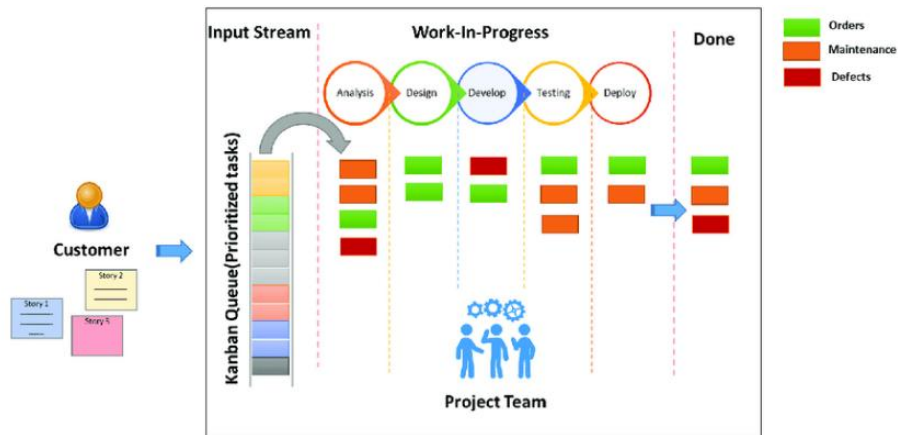 Input Stream
Work-In-Progress
Done
Orders
Maintenance
Defects
Analysis
Design
Develop
Testing
Deploy
Kanban Queue(Prioritized tasks)
Customer
Story 1
Story 2
Story 3
Project Team